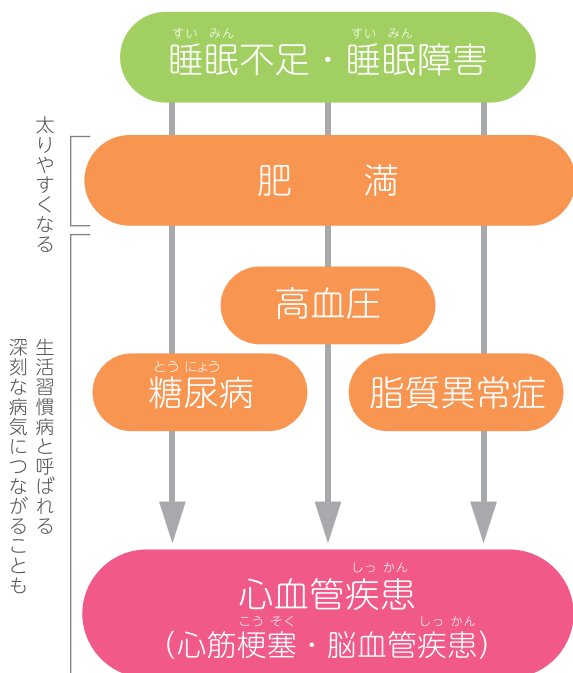 すい みん すい みん
睡眠不足・睡眠障害
太りやすくなる
肥 満
高血圧
とう にょう
糖尿病
脂質異常症
生活習慣病と呼ばれる
深刻な病気につながることも
しっ かん
心血管疾患
こう そく しっ かん
（心筋梗塞・脳血管疾患）